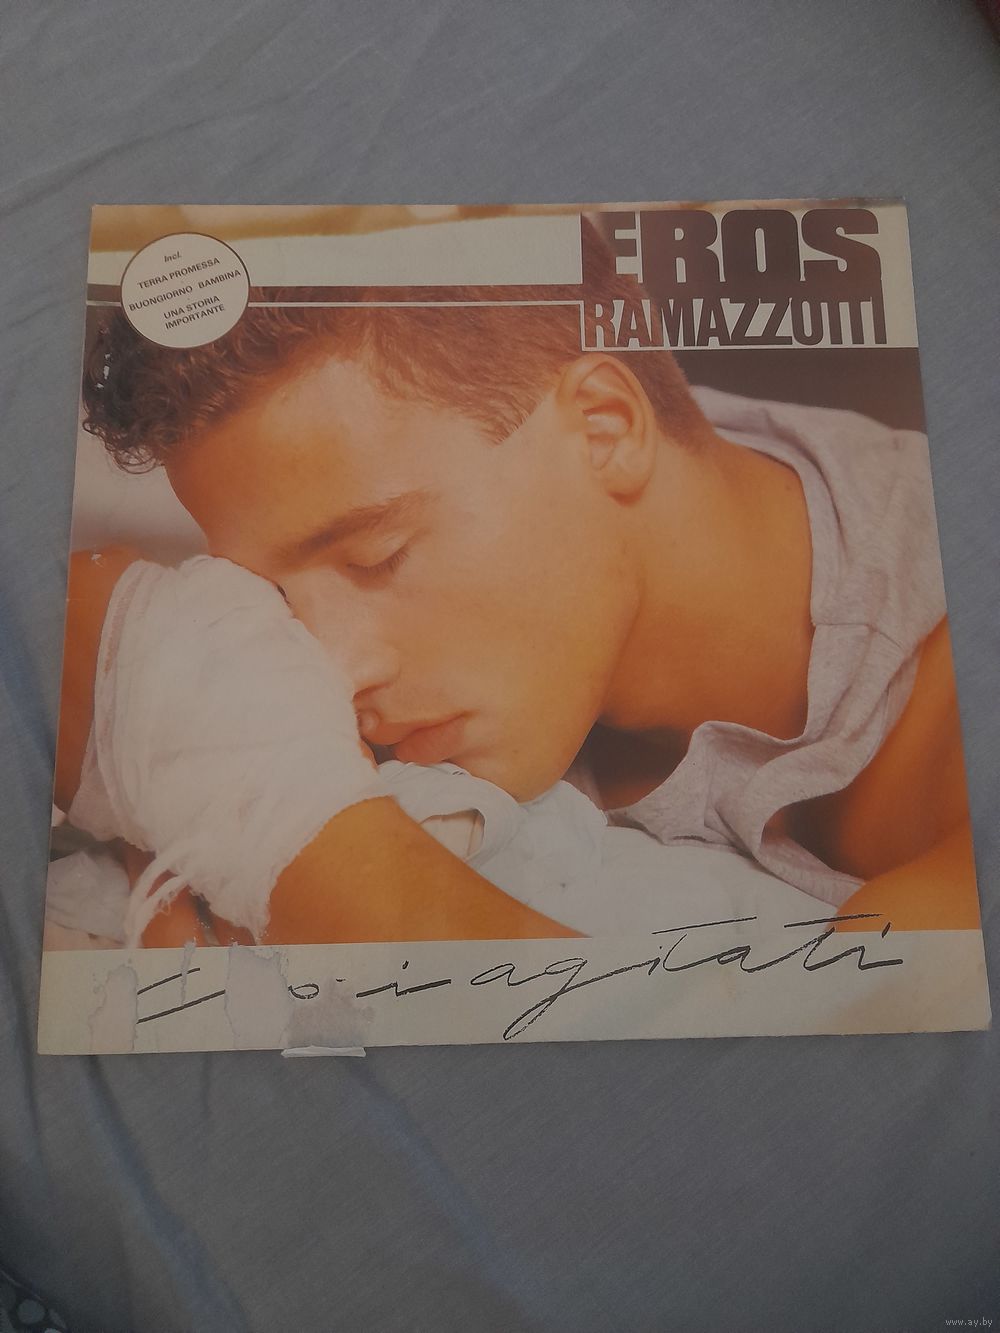 Incl.
TERRA PROMESSA
BUONGIORNO BAMBINA
UNA STORIA
IMPORTANTE
EROS
RAMAZZOTTI
agitati
www.ay.by